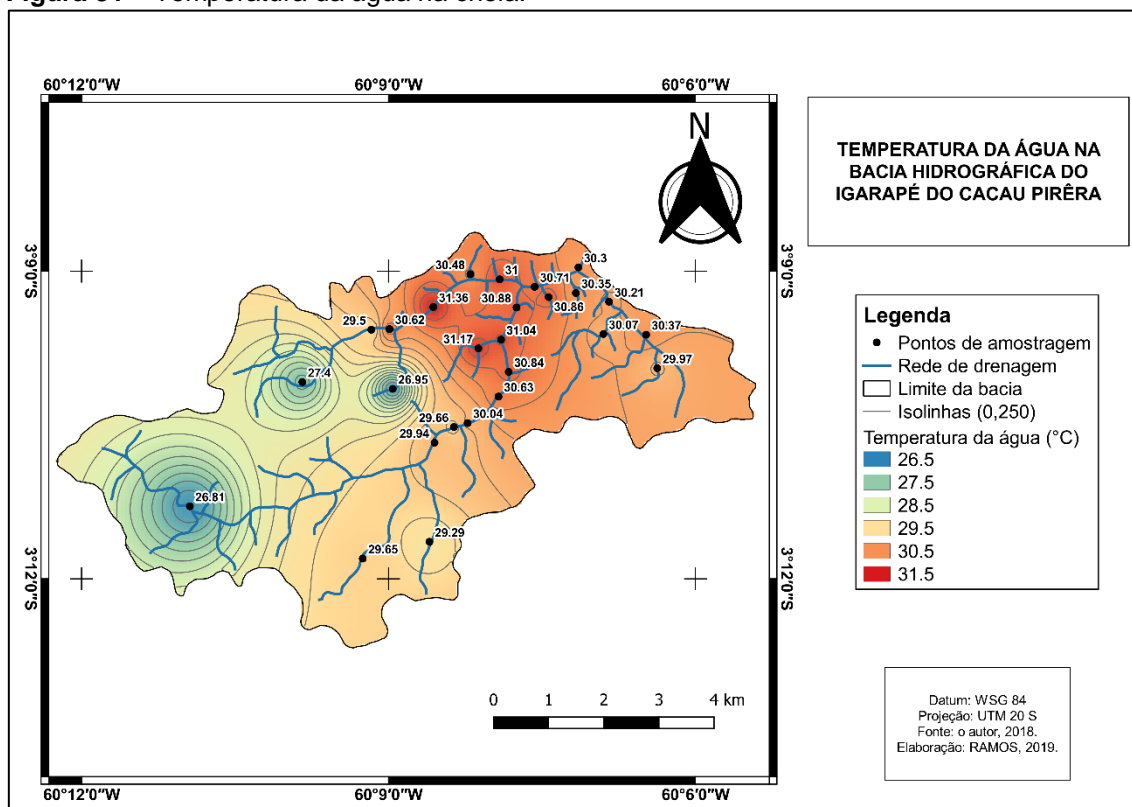 60°12'0"W 60°9'0"W 60°6'0"W
N
TEMPERATURA DA ÁGUA NA
BACIA HIDROGRÁFICA DO
IGARAPÉ DO CACAU PIRÊRA
3°9'0"S 3°9'0"S
30.48
31
30.3
30.71
30.35
31.36
30.88
30.86
30.21
29.5
30.62
31.04
30.07
30.37
31.17
29.97
27.4
26.95
30.84
30.63
29.66
30.04
29.94
26.81
29.29
29.65
3°12'0"S 3°12'0"S
0 1 2 3 4 km
60°12'0"W 60°9'0"W 60°6'0"W
Legenda
Pontos de amostragem
Rede de drenagem
Limite da bacia
Isolinhas (0,250)
Temperatura da água (°C)
26.5
27.5
28.5
29.5
30.5
31.5
Datum: WSG 84
Projeção: UTM 20 S
Fonte: o autor, 2018.
Elaboração: RAMOS, 2019.